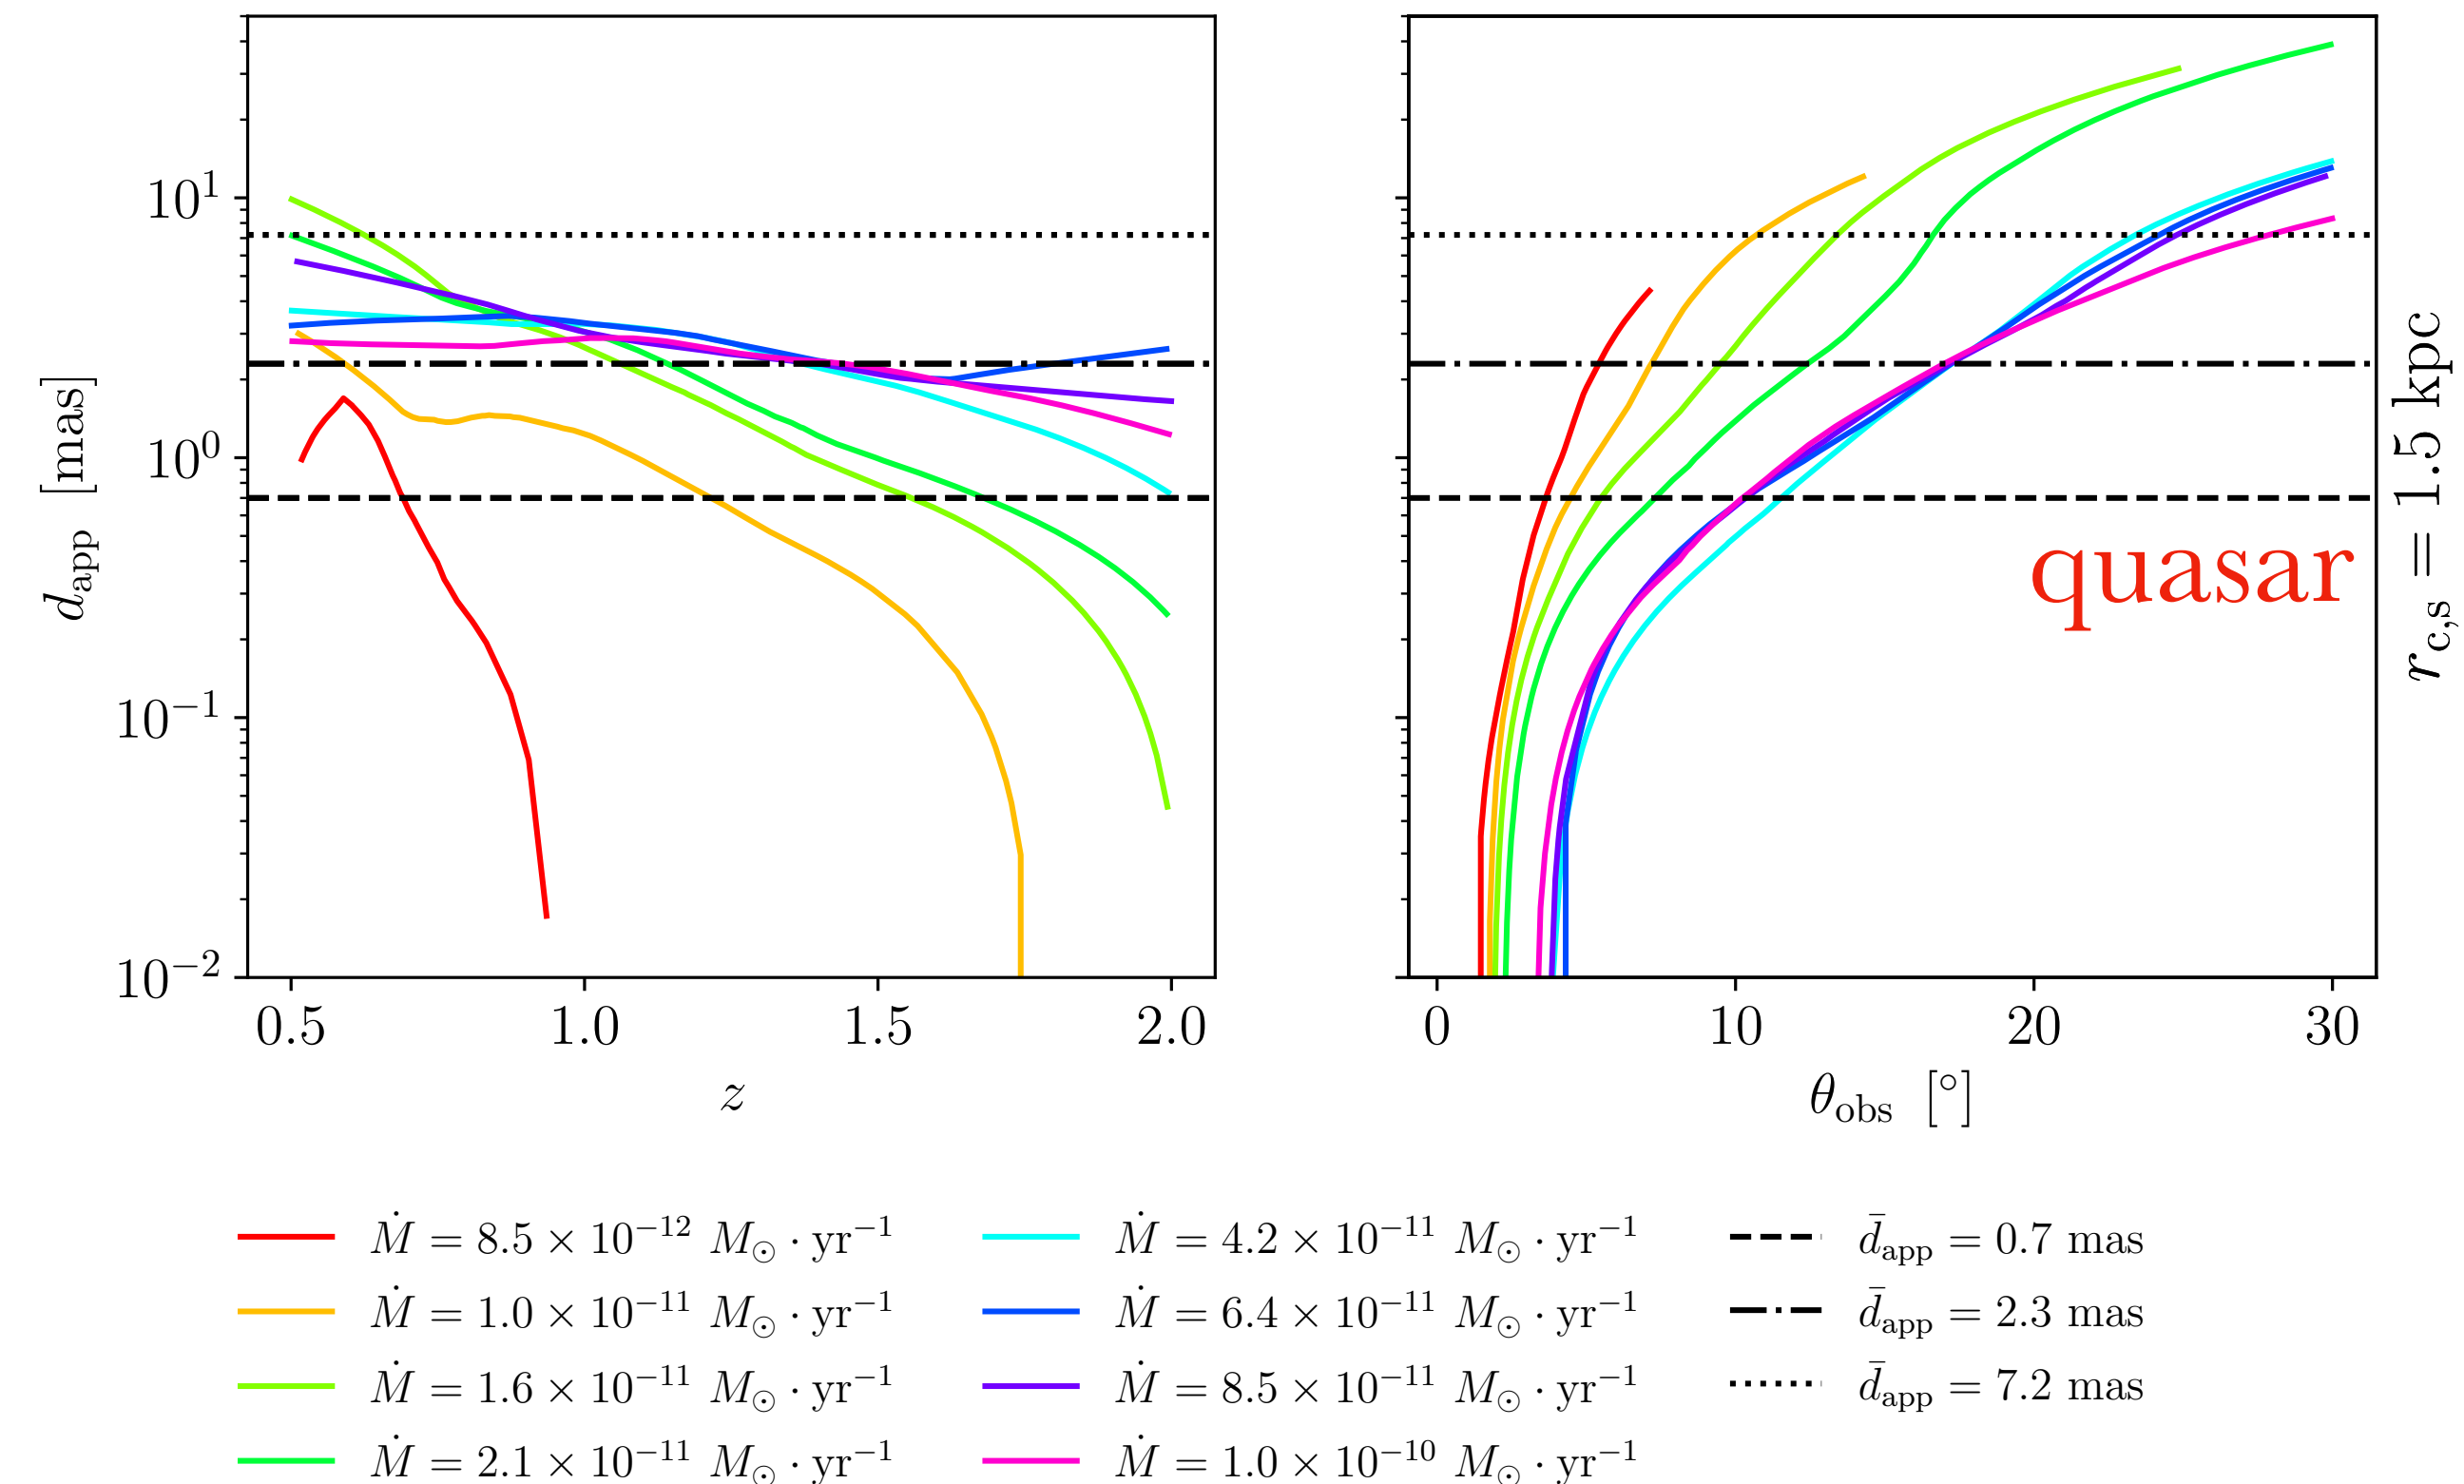 10¹
10⁰
10⁻¹
10⁻²
d_app [mas]
0.5 1.0 1.5 2.0
z
quasar
r_c,s = 1.5 kpc
0 10 20 30
θ_obs [°]
Ṁ = 8.5 × 10⁻¹² M_⊙ · yr⁻¹
Ṁ = 1.0 × 10⁻¹¹ M_⊙ · yr⁻¹
Ṁ = 1.6 × 10⁻¹¹ M_⊙ · yr⁻¹
Ṁ = 2.1 × 10⁻¹¹ M_⊙ · yr⁻¹
Ṁ = 4.2 × 10⁻¹¹ M_⊙ · yr⁻¹
Ṁ = 6.4 × 10⁻¹¹ M_⊙ · yr⁻¹
Ṁ = 8.5 × 10⁻¹¹ M_⊙ · yr⁻¹
Ṁ = 1.0 × 10⁻¹⁰ M_⊙ · yr⁻¹
d̄_app = 0.7 mas
d̄_app = 2.3 mas
d̄_app = 7.2 mas